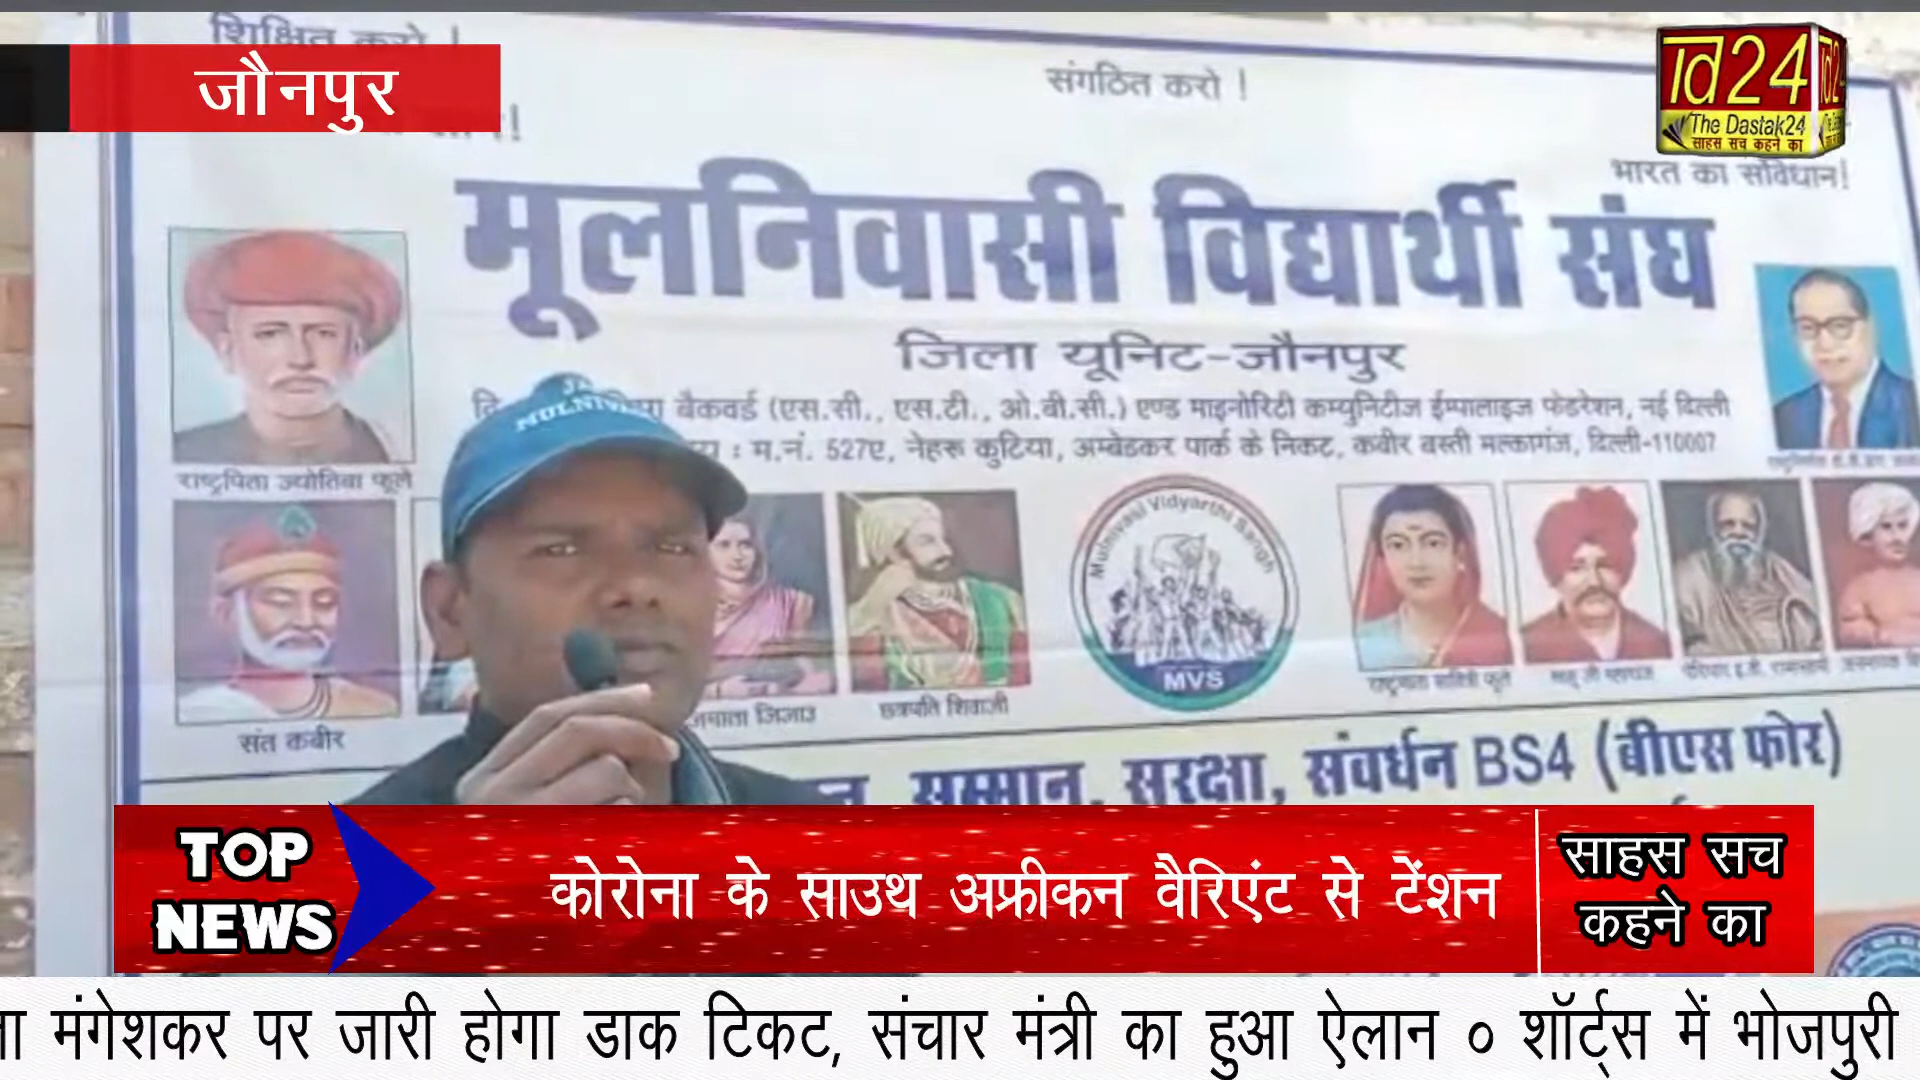 शिक्षित करो !
जौनपुर
संगठित करो !
Td24
The Dastak24
साहस सच कहने का
भारत का संविधान!
मूलनिवासी विद्यार्थी संघ
जिला यूनिट-जौनपुर
बैकवर्ड (एस.सी., एस.टी., ओ.बी.सी.) एण्ड माइनोरिटी कम्युनिटीज ईम्पालाइज फेडरेशन, नई दिल्ली
: म.नं. 527ए, नेहरू कुटिया, अम्बेडकर पार्क के निकट, कबीर बस्ती मल्कागंज, दिल्ली-110007
MULNIV
राष्ट्रपिता ज्योतिबा फूले
Mulnivasi Vidyarthi Sangh
MVS
संत कबीर
जिजाउ
छत्रपति शिवाजी
सम्मान, सुरक्षा, संवर्धन BS4 (बीएस फोर)
TOP
NEWS
कोरोना के साउथ अफ्रीकन वैरिएंट से टेंशन
साहस सच
कहने का
मंगेशकर पर जारी होगा डाक टिकट, संचार मंत्री का हुआ ऐलान ० शॉर्ट्स में भोजपुरी